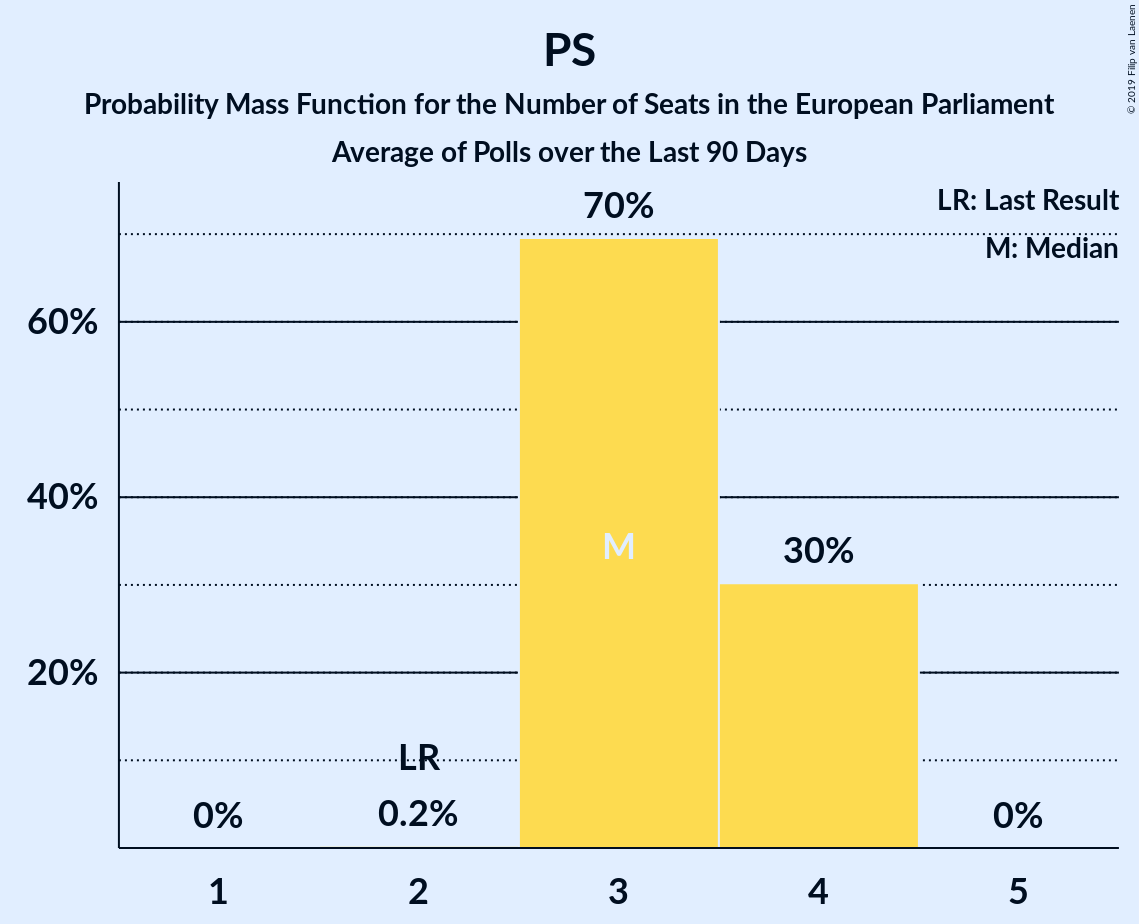 PS
Probability Mass Function for the Number of Seats in the European Parliament
Average of Polls over the Last 90 Days
© 2019 Filip van Laenen
LR: Last Result
M: Median
70%
60%
M
30%
40%
20%
LR
0%
0.2%
0%
1
2
3
4
5